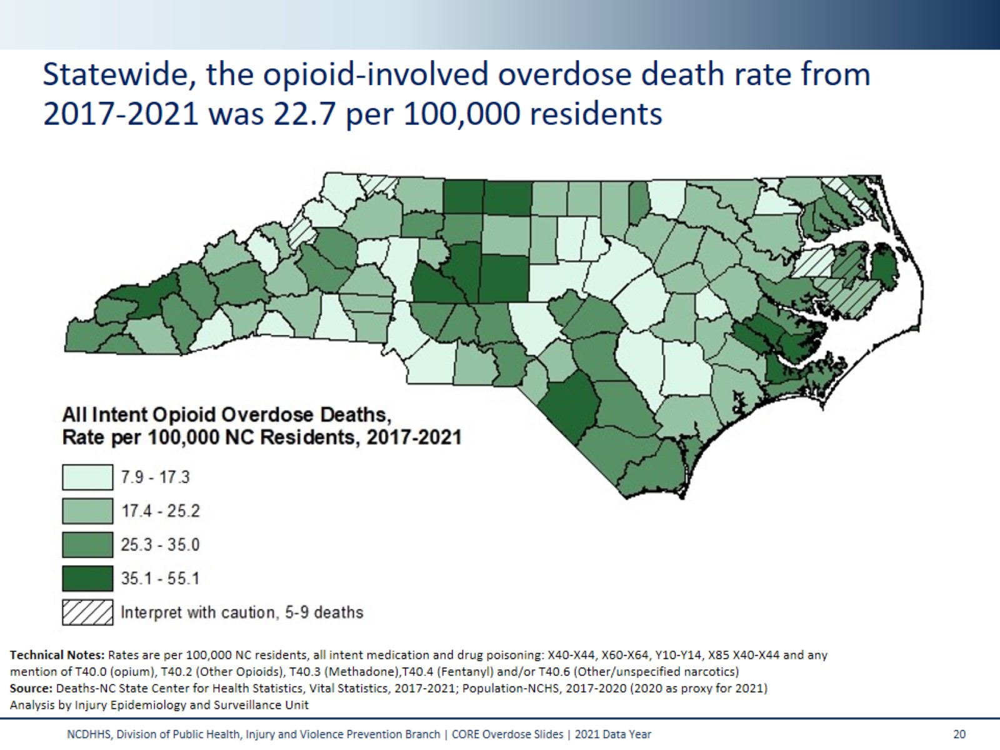 Statewide, the opioid-involved overdose death rate from
2017-2021 was 22.7 per 100,000 residents
All Intent Opioid Overdose Deaths,
Rate per 100,000 NC Residents, 2017-2021
7.9 - 17.3
17.4 - 25.2
25.3 - 35.0
35.1 - 55.1
Interpret with caution, 5-9 deaths
Technical Notes: Rates are per 100,000 NC residents, all intent medication and drug poisoning: X40-X44, X60-X64, Y10-Y14, X85 X40-X44 and any
mention of T40.0 (opium), T40.2 (Other Opioids), T40.3 (Methadone),T40.4 (Fentanyl) and/or T40.6 (Other/unspecified narcotics)
Source: Deaths-NC State Center for Health Statistics, Vital Statistics, 2017-2021; Population-NCHS, 2017-2020 (2020 as proxy for 2021)
Analysis by Injury Epidemiology and Surveillance Unit
NCDHHS, Division of Public Health, Injury and Violence Prevention Branch | CORE Overdose Slides | 2021 Data Year
20